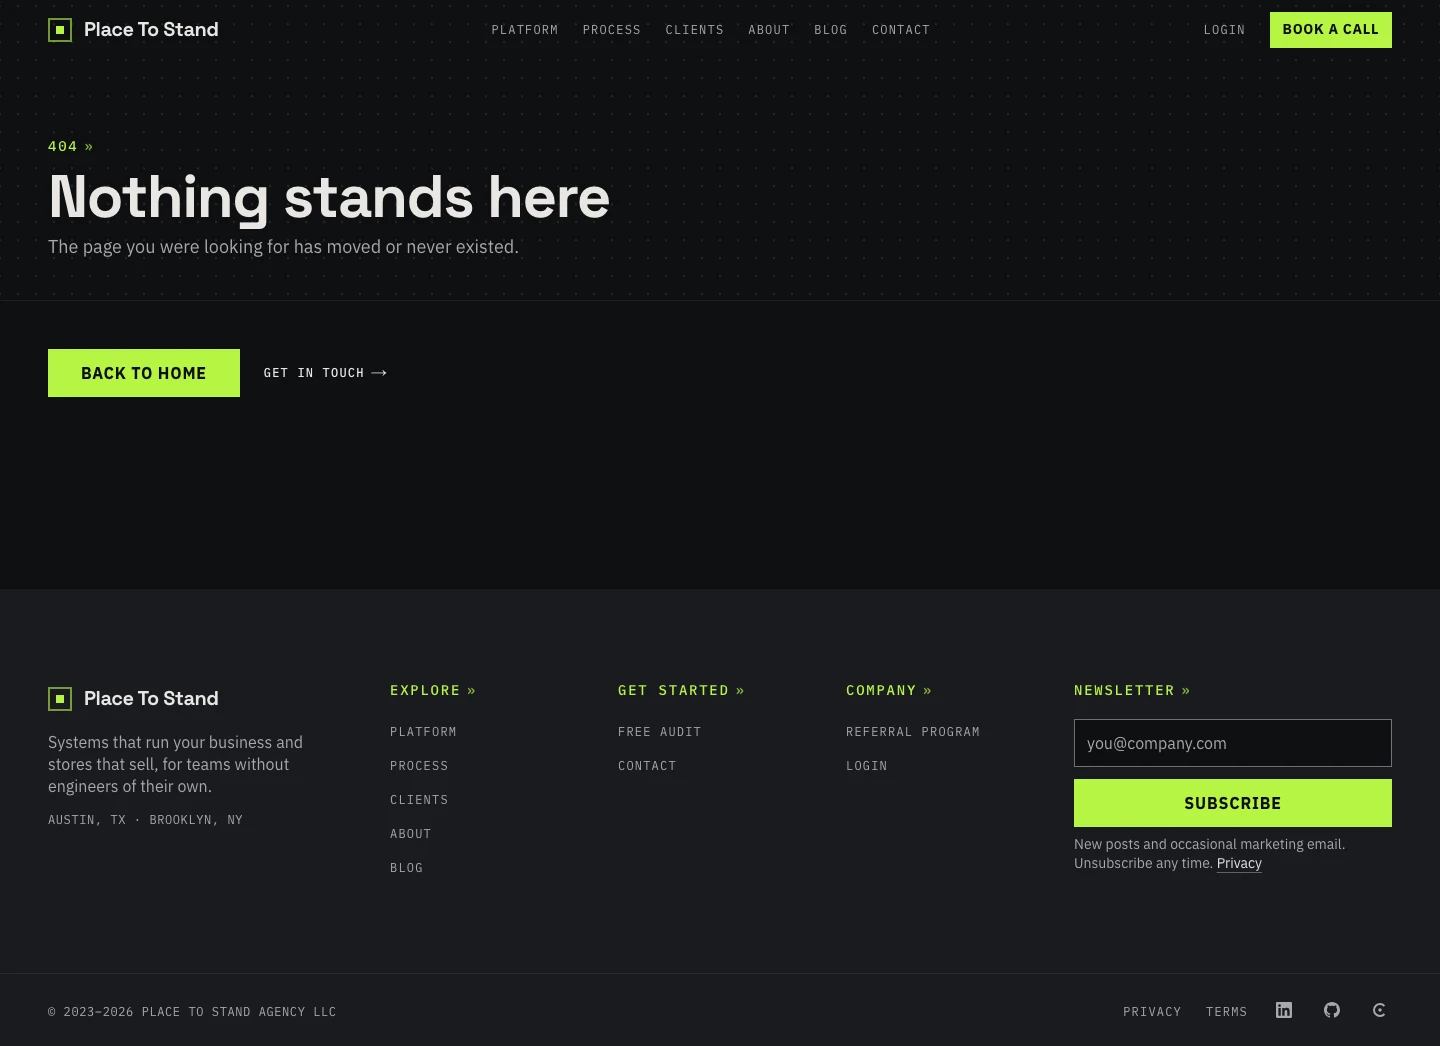 Place To Stand
PLATFORM PROCESS CLIENTS ABOUT BLOG CONTACT
LOGIN BOOK A CALL
404 »
Nothing stands here
The page you were looking for has moved or never existed.
BACK TO HOME
GET IN TOUCH →
Place To Stand
Systems that run your business and
stores that sell, for teams without
engineers of their own.
AUSTIN, TX · BROOKLYN, NY
EXPLORE »
PLATFORM
PROCESS
CLIENTS
ABOUT
BLOG
GET STARTED »
FREE AUDIT
CONTACT
COMPANY »
REFERRAL PROGRAM
LOGIN
NEWSLETTER »
you@company.com
SUBSCRIBE
New posts and occasional marketing email.
Unsubscribe any time. Privacy
© 2023–2026 PLACE TO STAND AGENCY LLC
PRIVACY TERMS